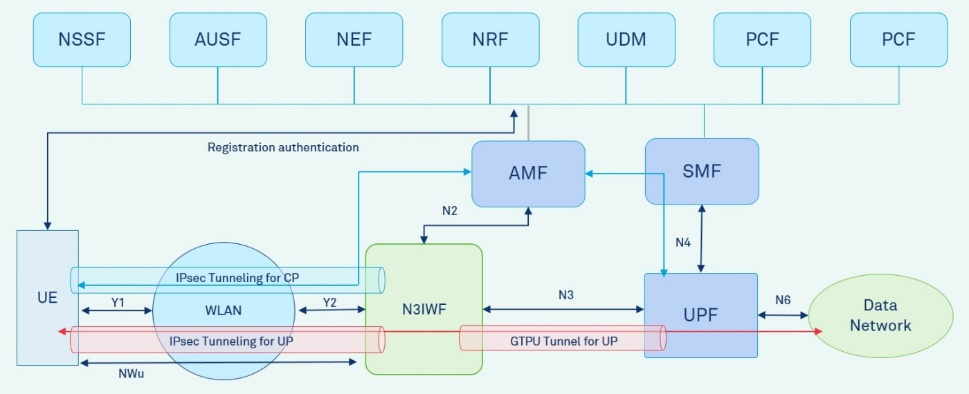 NSSF
AUSF
NEF
NRF
UDM
PCF
PCF
Registration authentication
AMF
SMF
N2
N4
IPsec Tunneling for CP
UE
Y1
WLAN
Y2
N3IWF
N3
UPF
N6
Data
Network
IPsec Tunneling for UP
GTPU Tunnel for UP
NWu